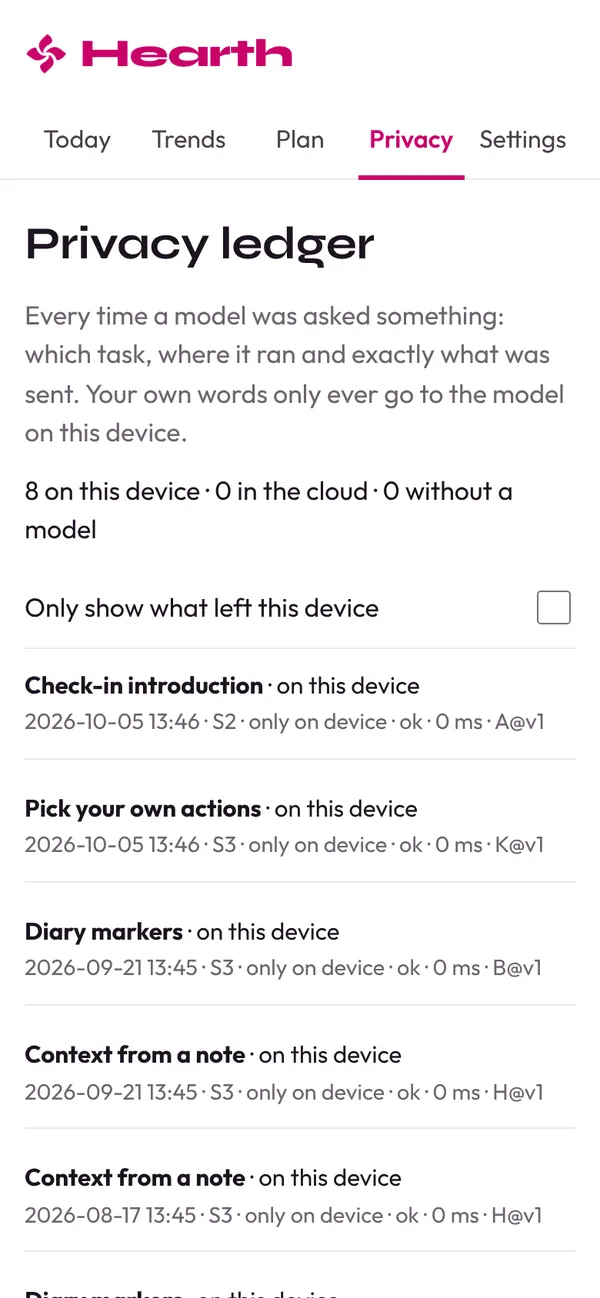 Hearth
Today Trends Plan Privacy Settings
Privacy ledger
Every time a model was asked something:
which task, where it ran and exactly what was
sent. Your own words only ever go to the model
on this device.
8 on this device · 0 in the cloud · 0 without a
model
Only show what left this device
Check-in introduction · on this device
2026-10-05 13:46 · S2 · only on device · ok · 0 ms · A@v1
Pick your own actions · on this device
2026-10-05 13:46 · S3 · only on device · ok · 0 ms · K@v1
Diary markers · on this device
2026-09-21 13:45 · S3 · only on device · ok · 0 ms · B@v1
Context from a note · on this device
2026-09-21 13:45 · S3 · only on device · ok · 0 ms · H@v1
Context from a note · on this device
2026-08-17 13:45 · S3 · only on device · ok · 0 ms · H@v1
Diary markers · on this device